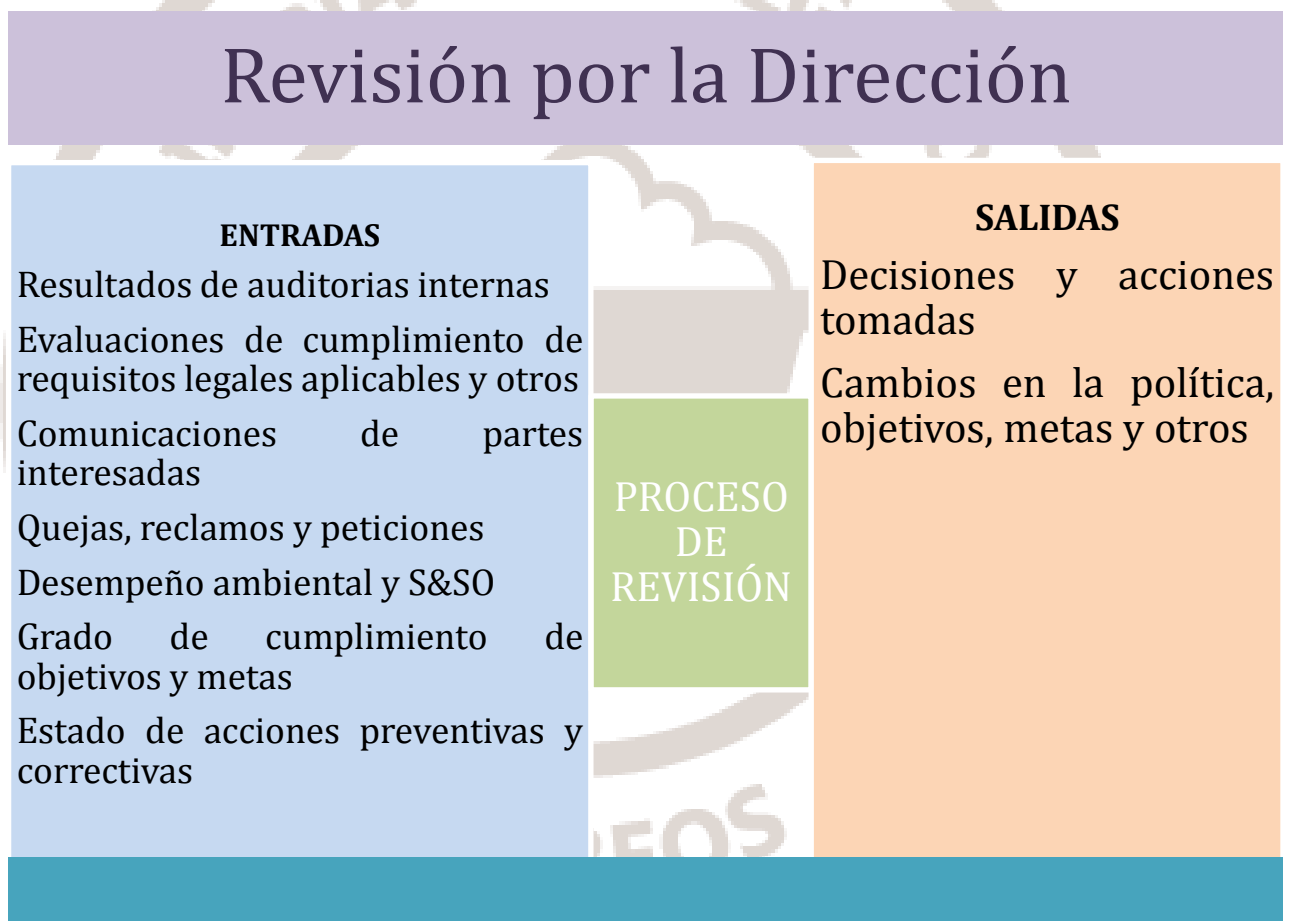 Revisión por la Dirección
ENTRADAS
Resultados de auditorias internas
Evaluaciones de cumplimiento de
requisitos legales aplicables y otros
Comunicaciones de partes
interesadas
Quejas, reclamos y peticiones
Desempeño ambiental y S&SO
Grado de cumplimiento de
objetivos y metas
Estado de acciones preventivas y
correctivas
PROCESO
DE
REVISIÓN
SALIDAS
Decisiones y acciones
tomadas
Cambios en la política,
objetivos, metas y otros